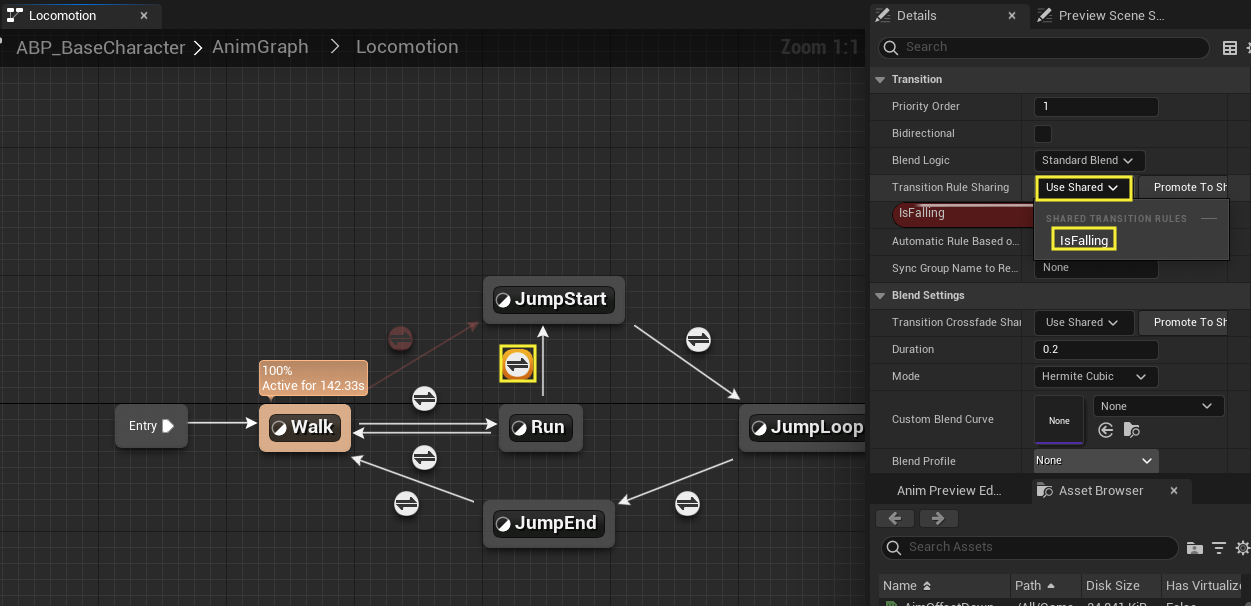 Locomotion
ABP_BaseCharacter > AnimGraph > Locomotion
Zoom 1:1
100%
Active for 142.33s
Entry
Walk
Run
JumpStart
JumpLoop
JumpEnd
Details
Preview Scene S...
Search
Transition
Priority Order
1
Bidirectional
Blend Logic
Standard Blend
Transition Rule Sharing
Use Shared
Promote To Sh
IsFalling
SHARED TRANSITION RULES
IsFalling
Automatic Rule Based o...
Sync Group Name to Re...
None
Blend Settings
Transition Crossfade Shar
Use Shared
Promote To Sh
Duration
0.2
Mode
Hermite Cubic
Custom Blend Curve
None
None
Blend Profile
None
Anim Preview Ed...
Asset Browser
Search Assets
Name
Path
Disk Size
Has Virtualiz